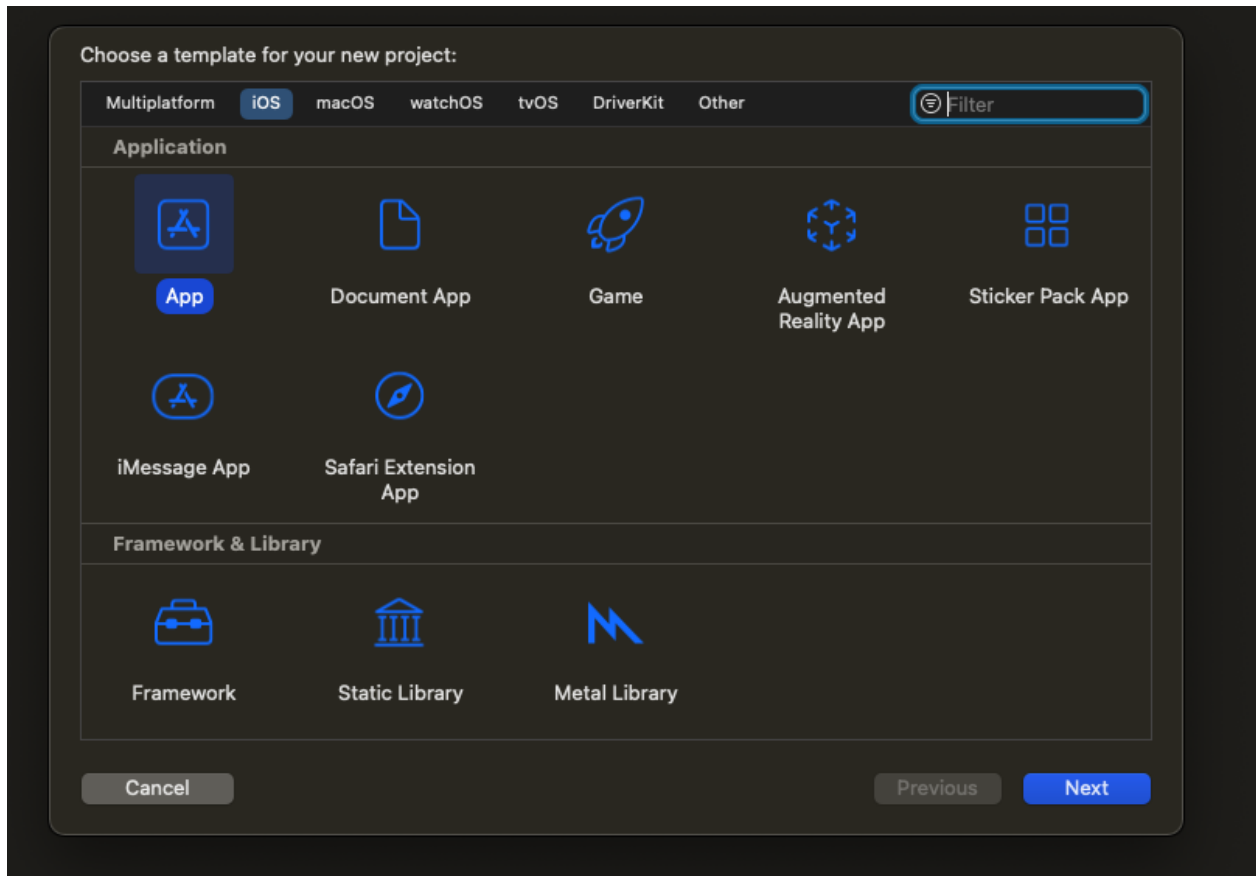 Choose a template for your new project:
Multiplatform iOS macOS watchOS tvOS DriverKit Other Filter
Application
App Document App Game Augmented Reality App Sticker Pack App
iMessage App Safari Extension App
Framework & Library
Framework Static Library Metal Library
Cancel Previous Next